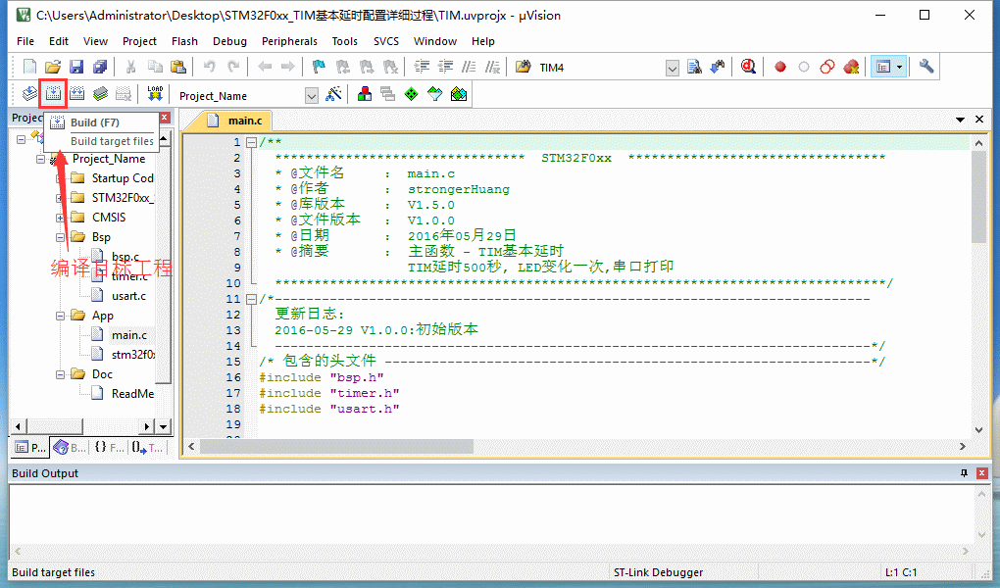 C:\Users\Administrator\Desktop\STM32F0xx_TIM基本延时配置详细过程\TIM.uvprojx - µVision
File Edit View Project Flash Debug Peripherals Tools SVCS Window Help
TIM4
LOAD
Project_Name
Projec
Build (F7)
Build target files
Project_Name
Startup Cod
STM32F0xx_
CMSIS
Bsp
bsp.c
编译目标工程
timer.c
usart.c
App
main.c
stm32f0x
Doc
ReadMe
P... B... {} F... T...
main.c
1 /**
2 ******************************** STM32F0xx *********************************
3 * @文件名 : main.c
4 * @作者 : strongerHuang
5 * @库版本 : V1.5.0
6 * @文件版本 : V1.0.0
7 * @日期 : 2016年05月29日
8 * @摘要 : 主函数 - TIM基本延时
9 TIM延时500秒, LED变化一次,串口打印
10 ******************************************************************************/
11 /*----------------------------------------------------------------------------
12 更新日志:
13 2016-05-29 V1.0.0:初始版本
14 ----------------------------------------------------------------------------*/
15 /* 包含的头文件 --------------------------------------------------------------*/
16 #include "bsp.h"
17 #include "timer.h"
18 #include "usart.h"
19
Build Output
Build target files ST-Link Debugger L:1 C:1